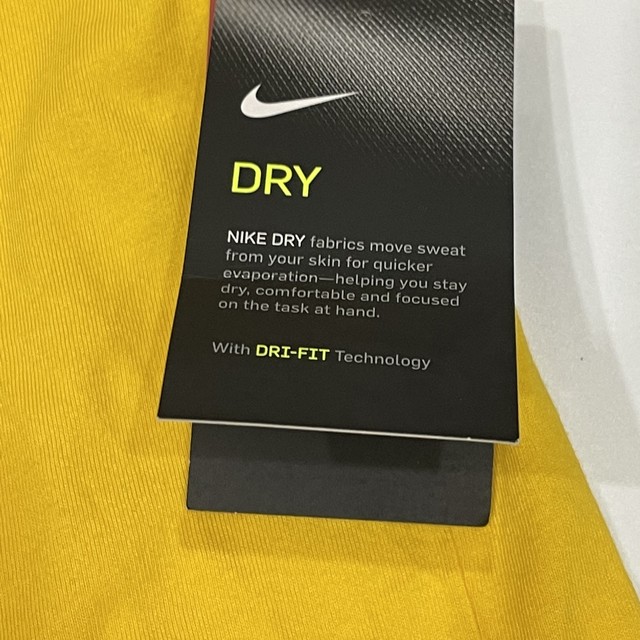 DRY
NIKE DRY fabrics move sweat
from your skin for quicker
evaporation—helping you stay
dry, comfortable and focused
on the task at hand.
With DRI-FIT Technology